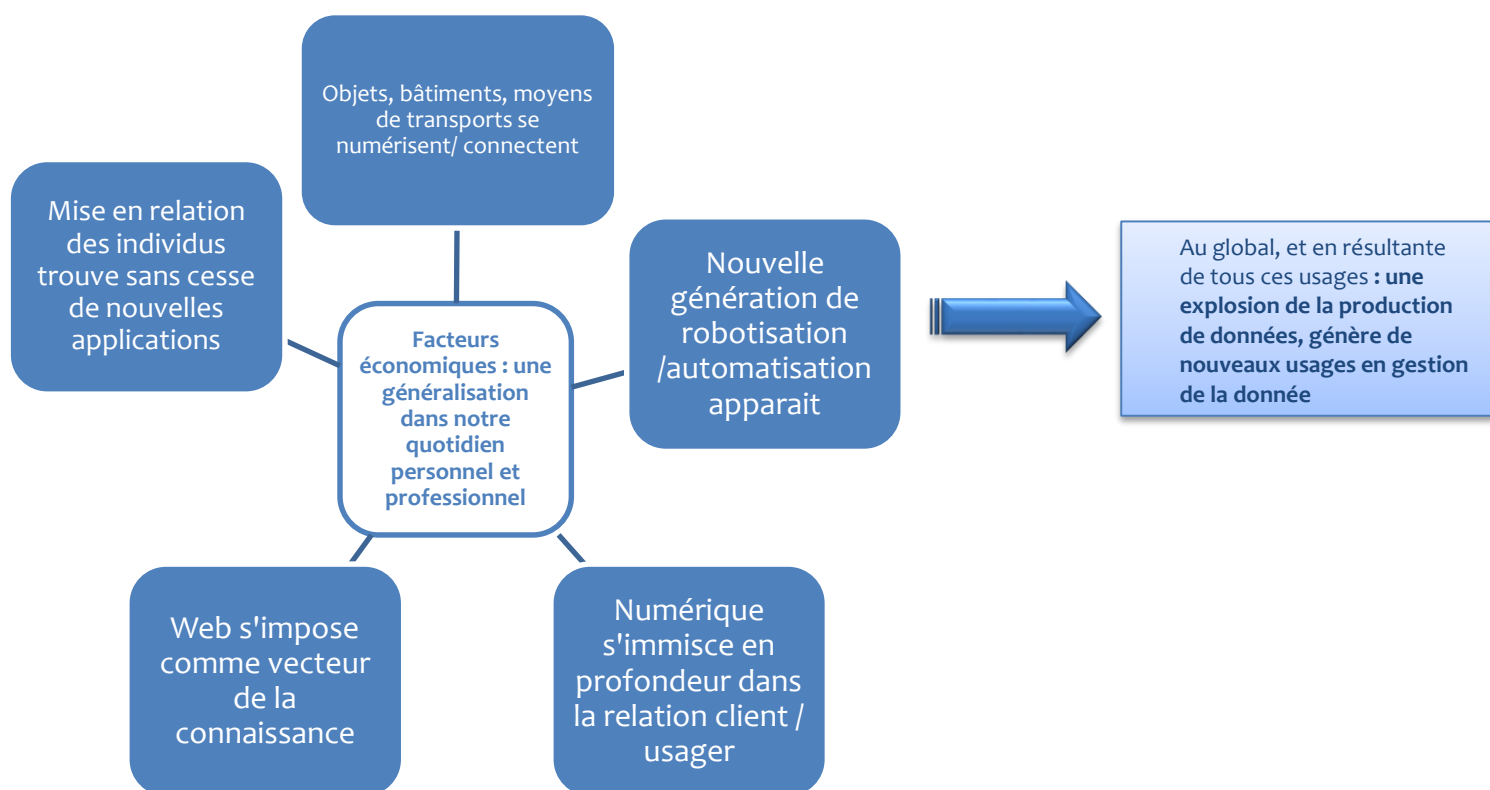 Objets, bâtiments, moyens
de transports se
numérisent/ connectent
Mise en relation
des individus
trouve sans cesse
de nouvelles
applications
Nouvelle
génération de
robotisation
/automatisation
apparait
Facteurs
économiques : une
généralisation
dans notre
quotidien
personnel et
professionnel
Web s'impose
comme vecteur
de la
connaissance
Numérique
s'immisce en
profondeur dans
la relation client /
usager
Au global, et en résultante
de tous ces usages : une
explosion de la production
de données, génère de
nouveaux usages en gestion
de la donnée